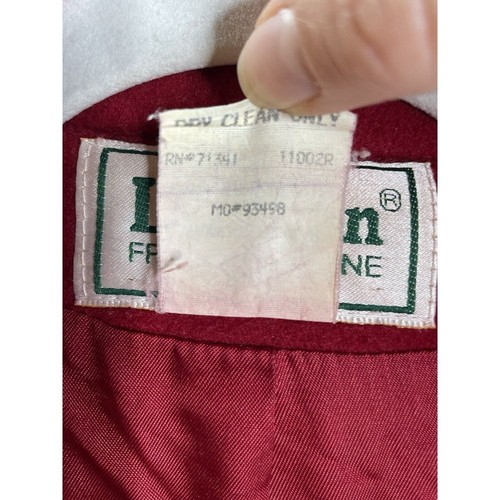 DRY CLEAN ONLY
RN#71341 11002R
MO#93498
L n ®
FR NE